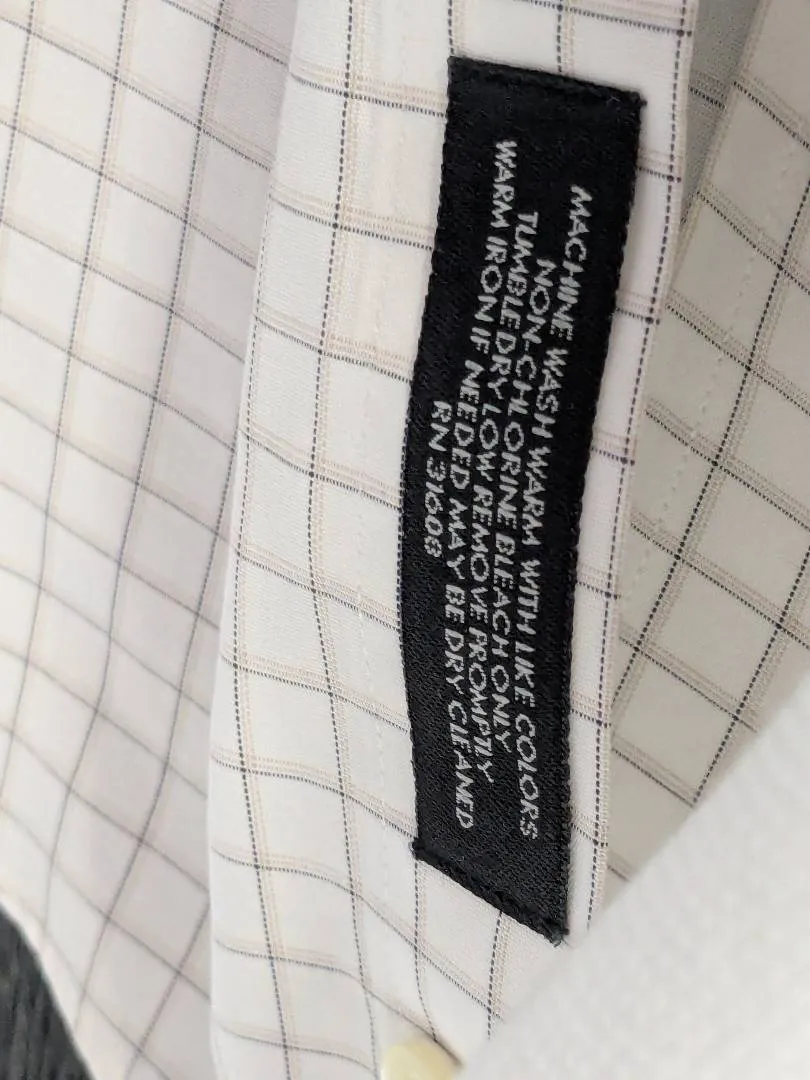 MACHINE WASH WARM WITH LIKE COLORS
NON-CHLORINE BLEACH ONLY
TUMBLE DRY LOW REMOVE PROMPTLY
WARM IRON IF NEEDED MAY BE DRY CLEANED
RN 31608